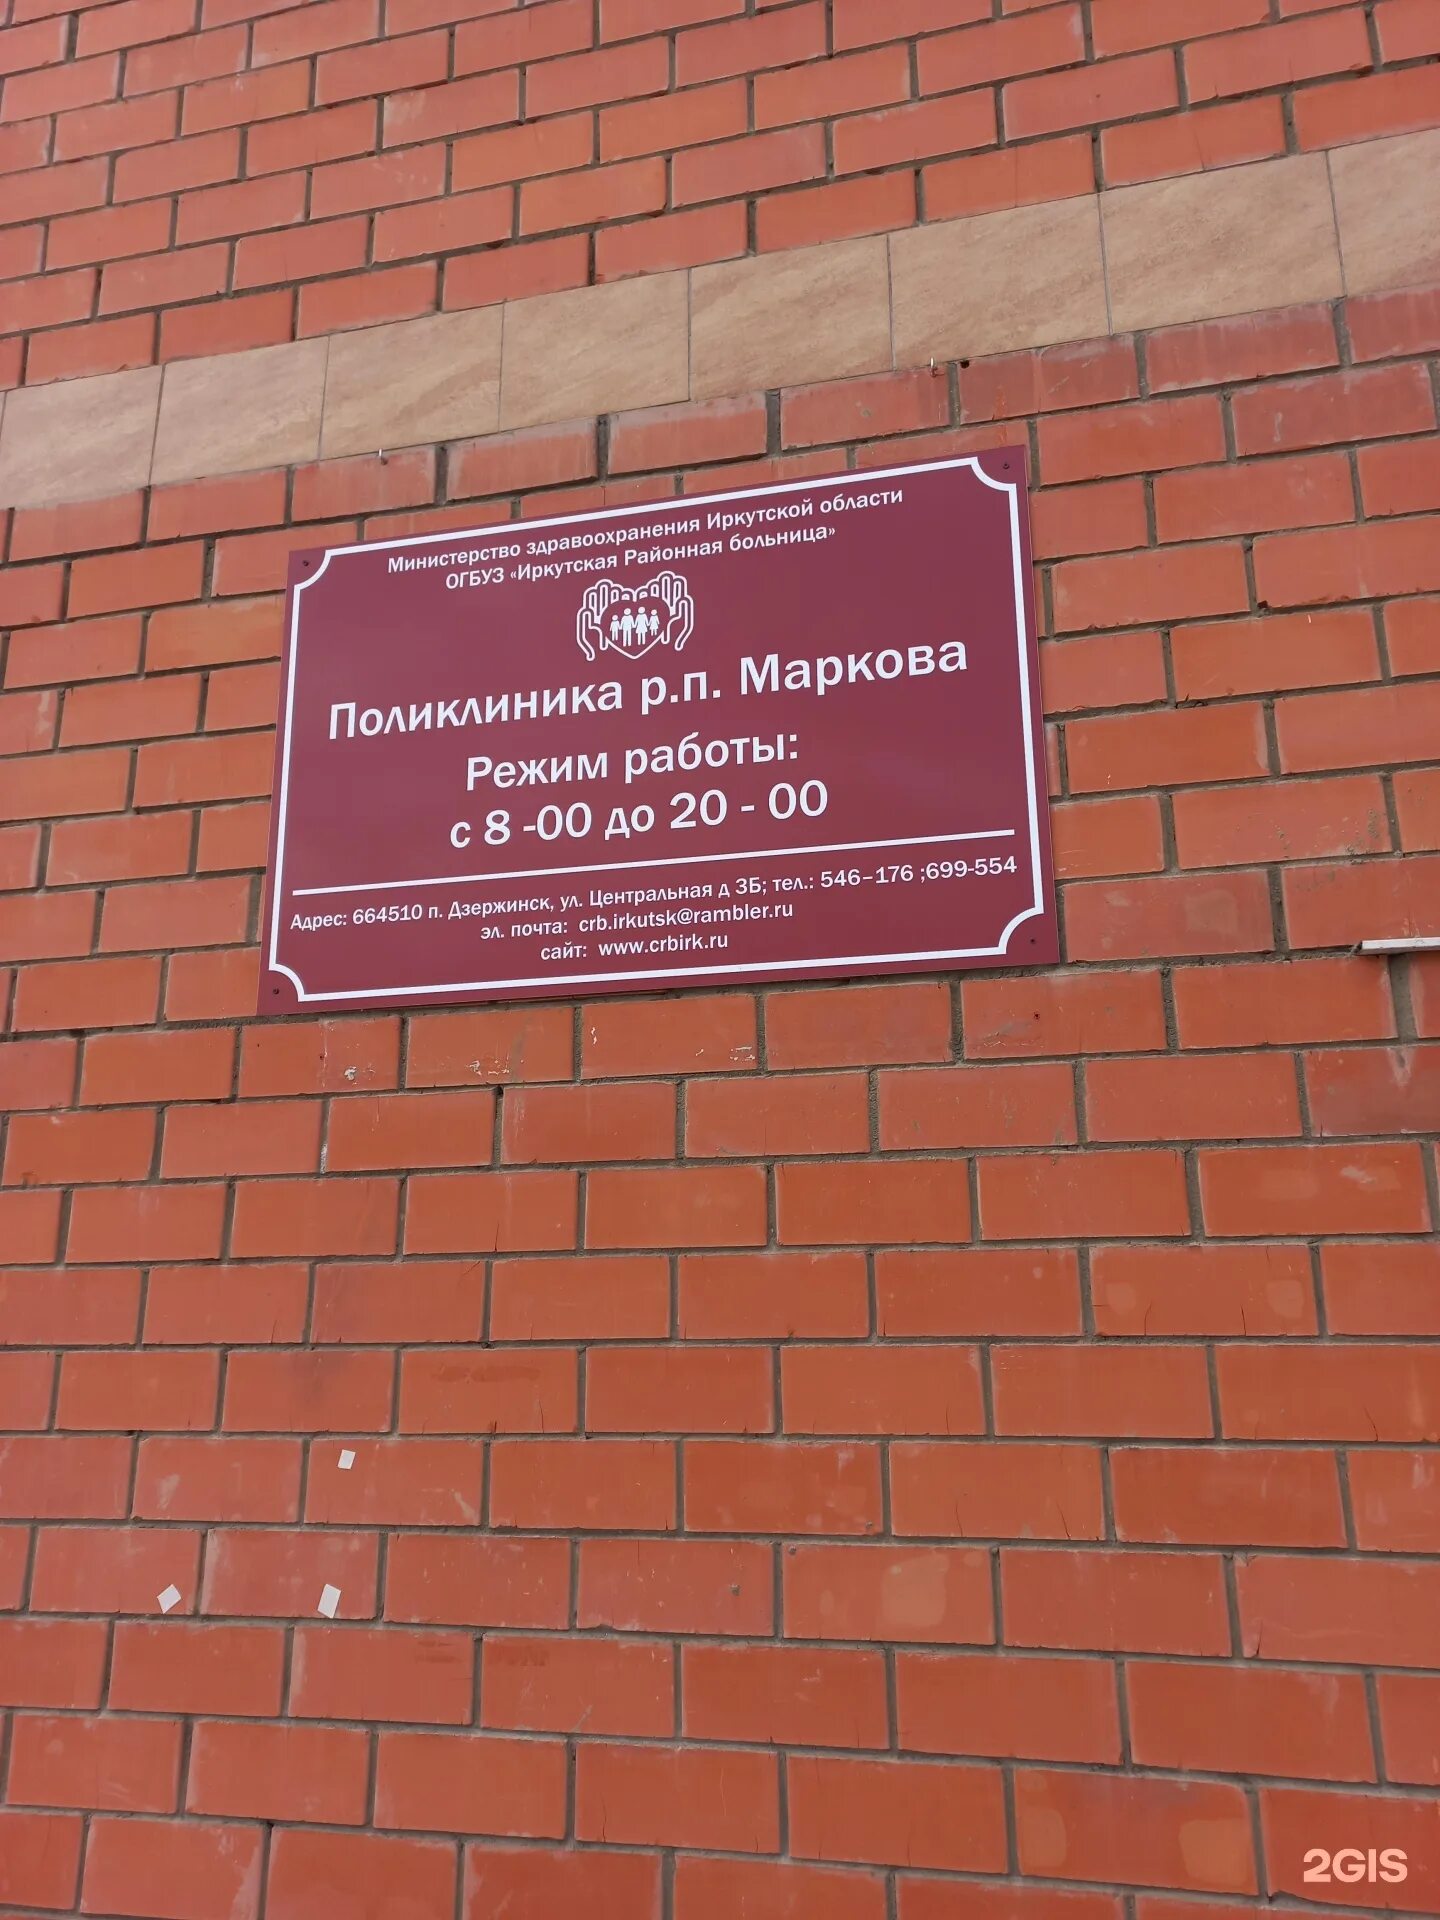 Министерство здравоохранения Иркутской области
ОГБУЗ «Иркутская Районная больница»
Поликлиника р.п. Маркова
Режим работы:
с 8 -00 до 20 - 00
Адрес: 664510 п. Дзержинск, ул. Центральная д 3Б; тел.: 546-176 ;699-554
эл. почта: crb.irkutsk@rambler.ru
сайт: www.crbirk.ru
2GIS